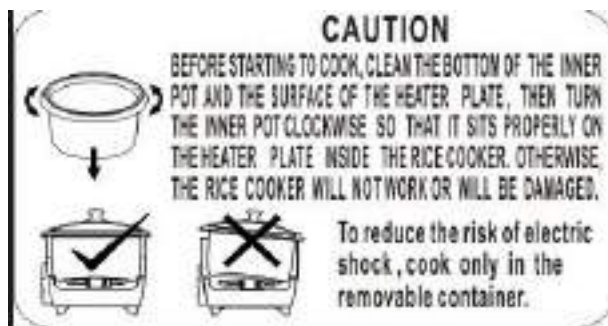 CAUTION
BEFORE STARTING TO COOK, CLEAN THE BOTTOM OF THE INNER
POT AND THE SURFACE OF THE HEATER PLATE, THEN TURN
THE INNER POT CLOCKWISE SO THAT IT SITS PROPERLY ON
THE HEATER PLATE INSIDE THE RICE COOKER. OTHERWISE,
THE RICE COOKER WILL NOT WORK OR WILL BE DAMAGED.
To reduce the risk of electric
shock, cook only in the
removable container.